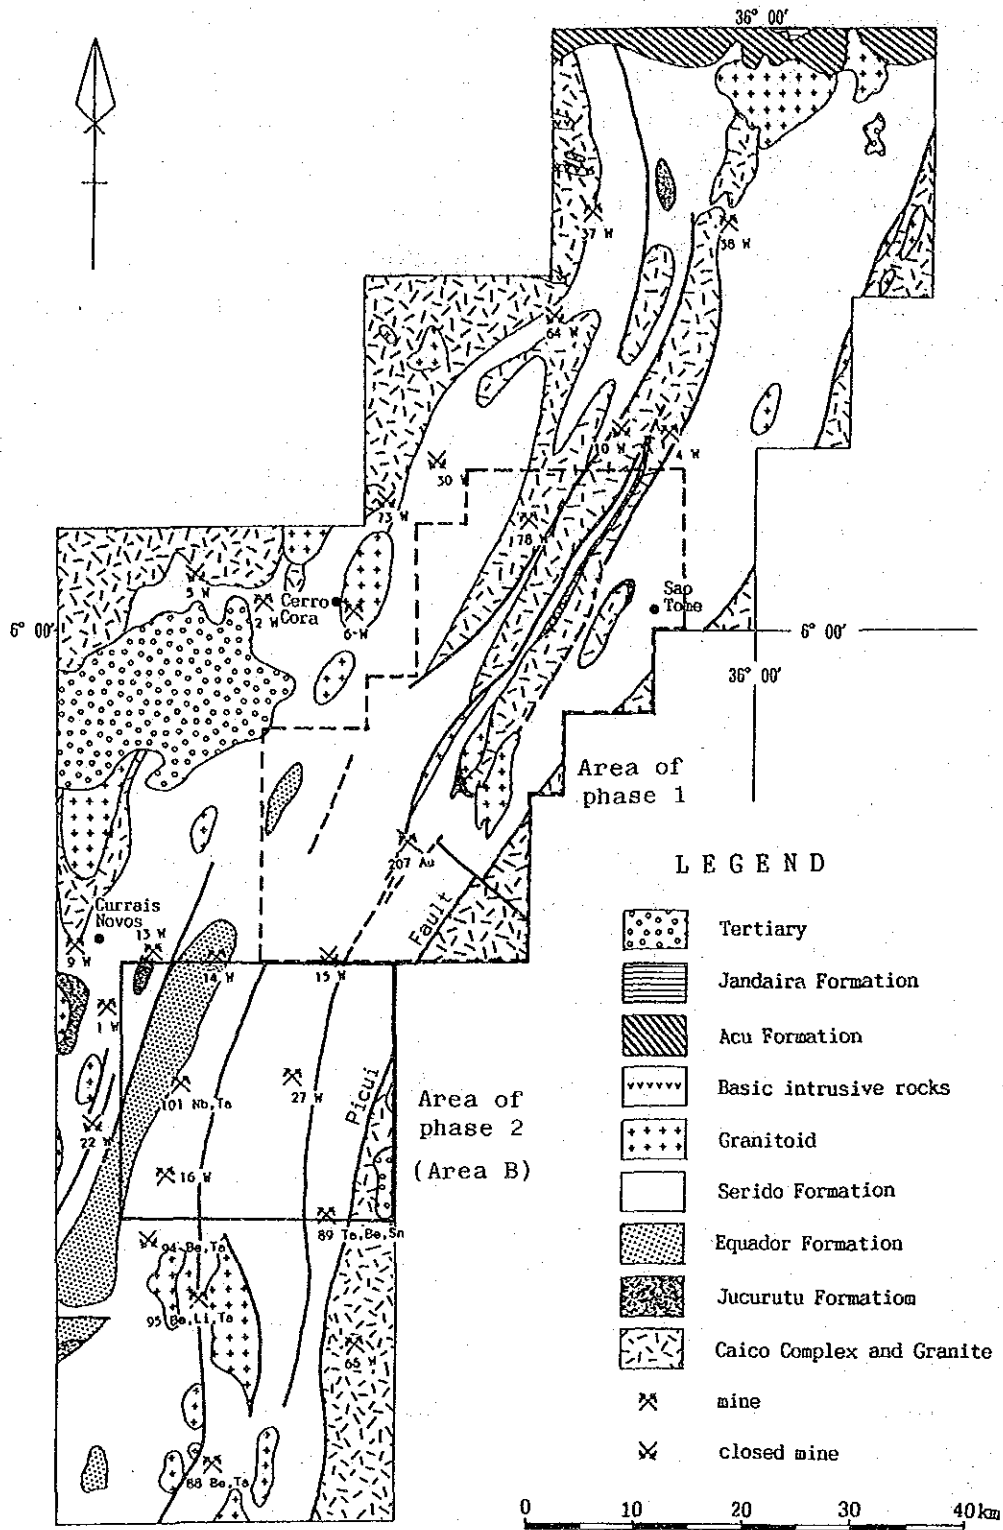 36° 00′
37 W
38 W
64 W
10 W
4 W
30 W
73 W
78 W
5 W
2 W
Cerro
Cora
6 W
Sao
Tome
6° 00′
6° 00′
36° 00′
Area of
phase 1
207 Au
Fault
Currais
Novos
13 W
9 W
14 W
15 W
1 W
101 Nb,Ta
27 W
Picui
Area of
phase 2
(Area B)
22 W
16 W
89 Ta,Be,Sn
94 Be,Ta
95 Be,Li,Ta
65 W
88 Be,Ta
LEGEND
Tertiary
Jandaira Formation
Acu Formation
Basic intrusive rocks
Granitoid
Serido Formation
Equador Formation
Jucurutu Formatiom
Caico Complex and Granite
mine
closed mine
0 10 20 30 40 km